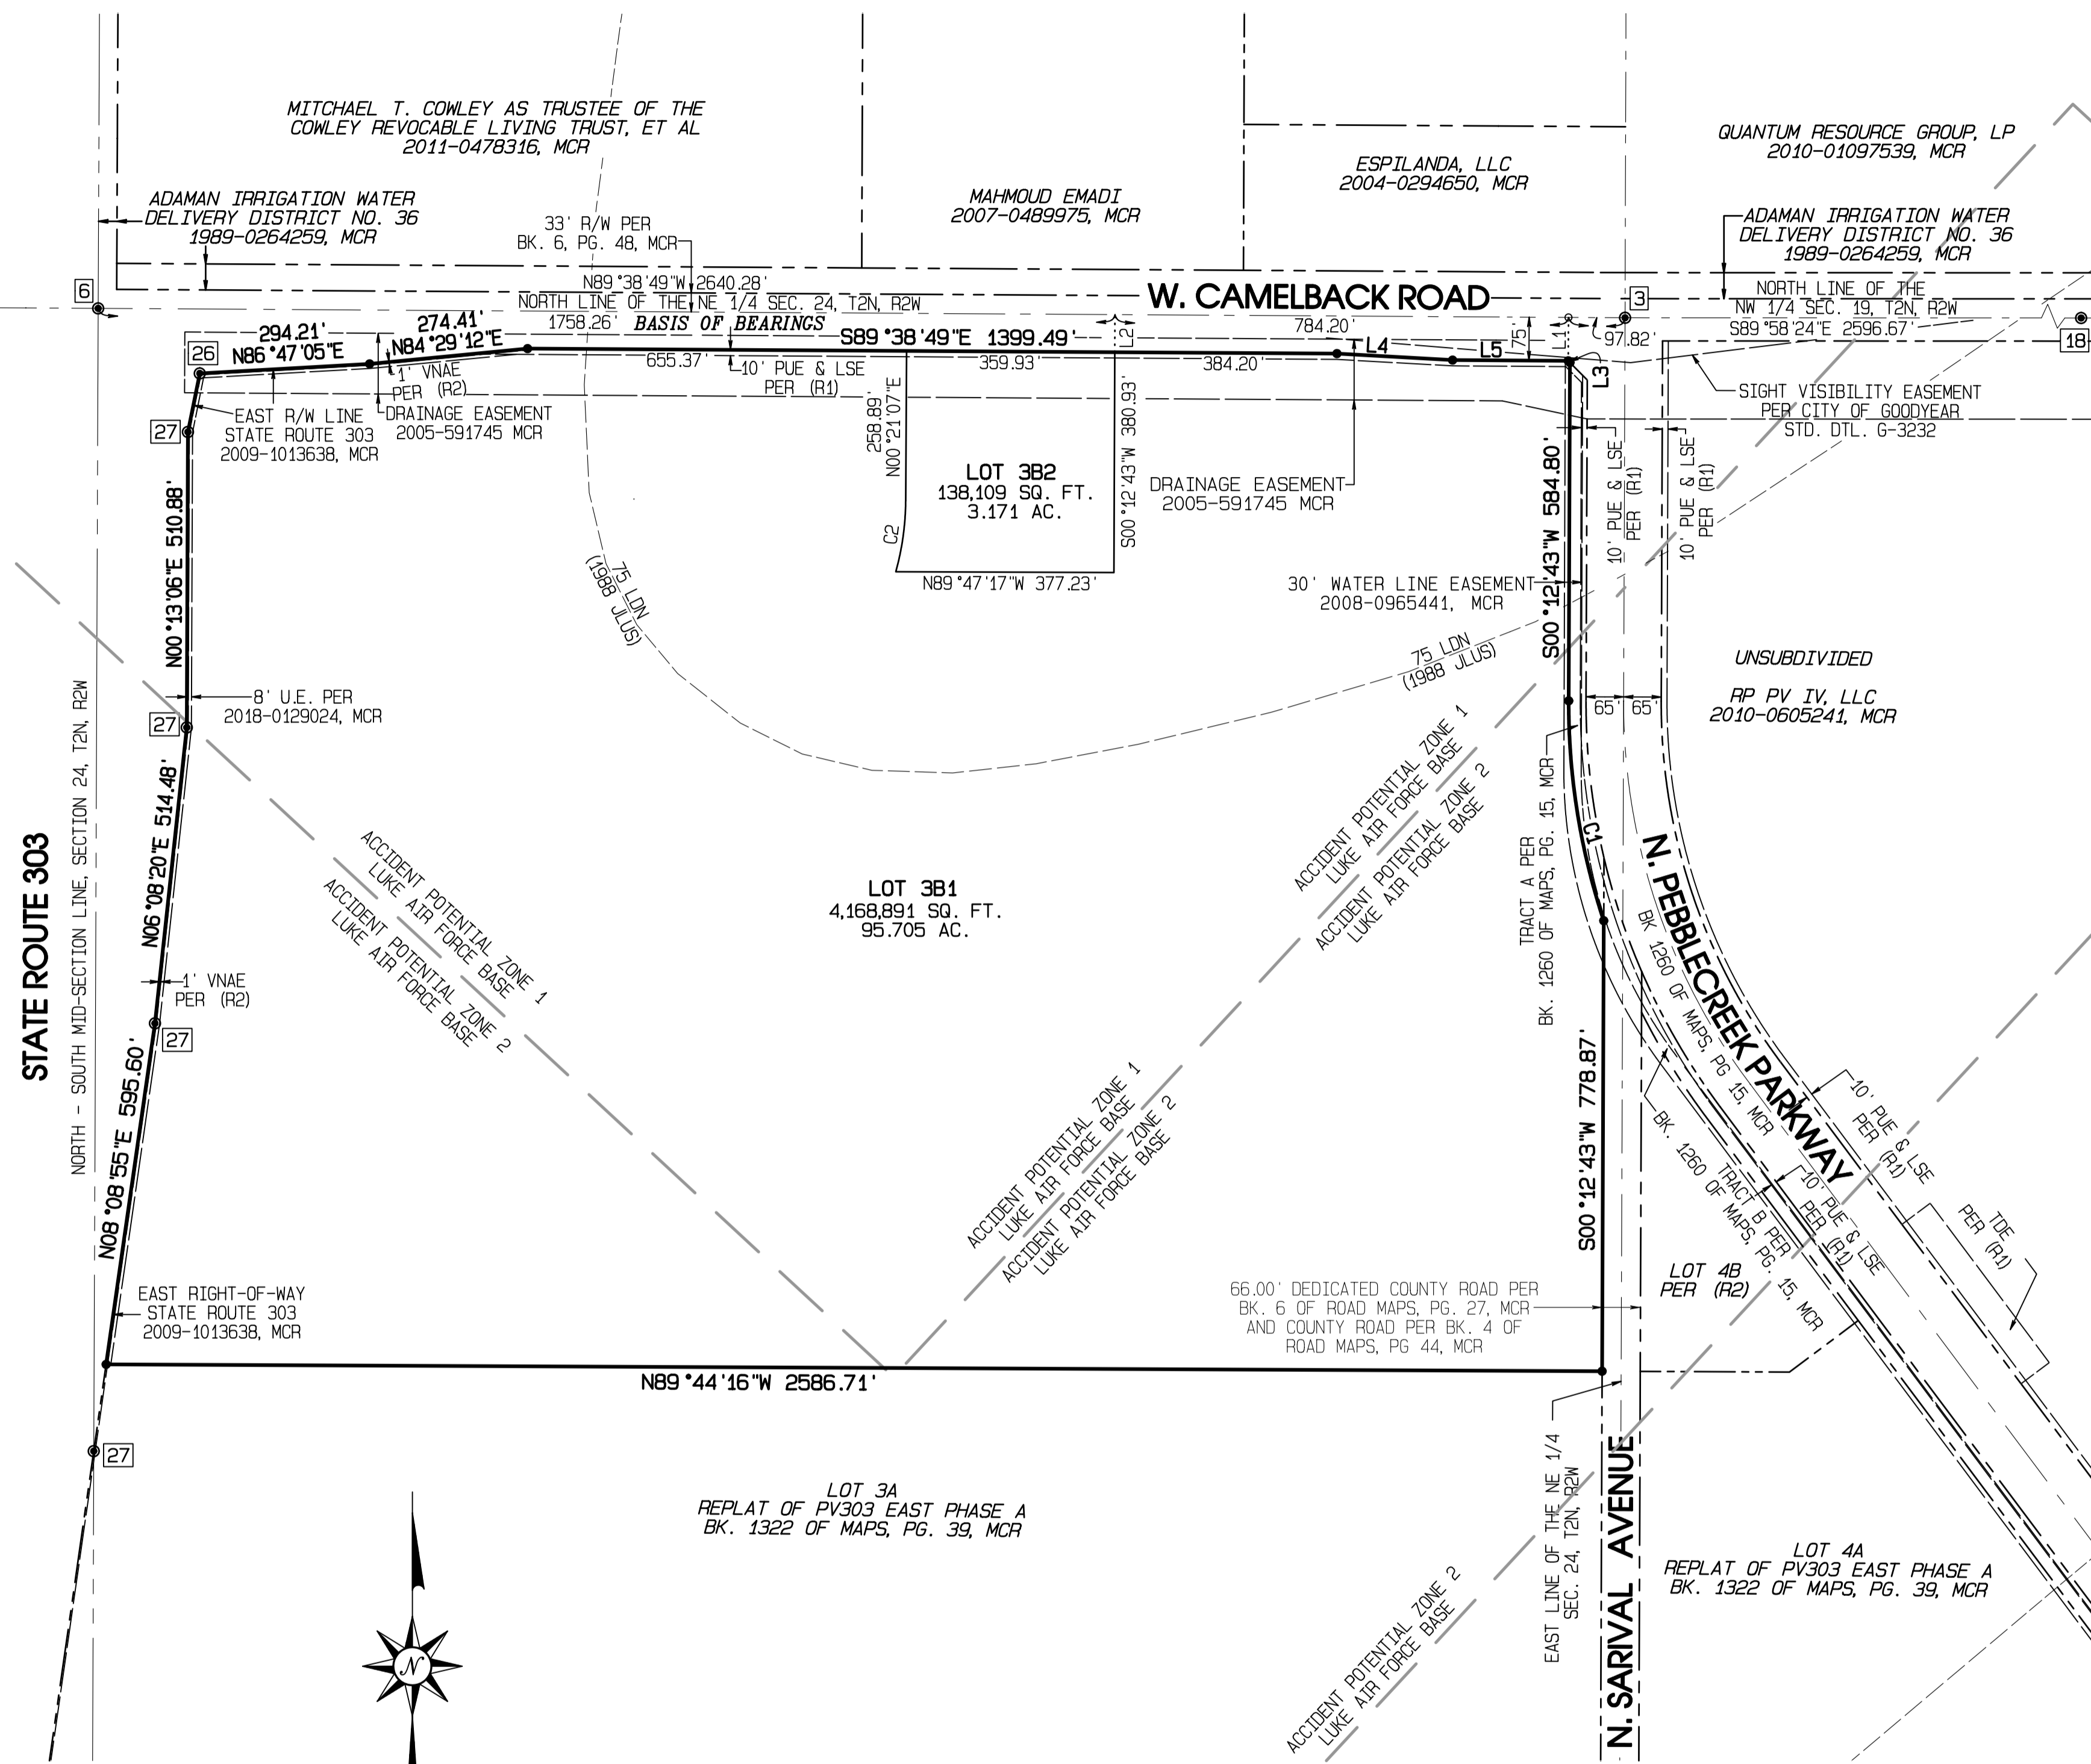 MITCHAEL T. COWLEY AS TRUSTEE OF THE
COWLEY REVOCABLE LIVING TRUST, ET AL
2011-0478316, MCR
QUANTUM RESOURCE GROUP, LP
2010-01097539, MCR
ESPILANDA, LLC
2004-0294650, MCR
MAHMOUD EMADI
2007-0489975, MCR
ADAMAN IRRIGATION WATER
DELIVERY DISTRICT NO. 36
1989-0264259, MCR
33' R/W PER
BK. 6, PG. 48, MCR
ADAMAN IRRIGATION WATER
DELIVERY DISTRICT NO. 36
1989-0264259, MCR
6
N89°38'49"W 2640.28'
NORTH LINE OF THE NE 1/4 SEC. 24, T2N, R2W
W. CAMELBACK ROAD
3
NORTH LINE OF THE
NW 1/4 SEC. 19, T2N, R2W
S89°58'24"E 2596.67'
18
294.21'
N86°47'05"E
274.41'
N84°29'12"E
1758.26'
BASIS OF BEARINGS
S89°38'49"E 1399.49'
L2
784.20'
75'
L1
97.82'
26
1' VNAE
PER (R2)
655.37'
10' PUE & LSE
PER (R1)
359.93'
384.20'
L4
L5
L3
SIGHT VISIBILITY EASEMENT
PER CITY OF GOODYEAR
STD. DTL. G-3232
27
EAST R/W LINE
STATE ROUTE 303
2009-1013638, MCR
DRAINAGE EASEMENT
2005-591745 MCR
258.89'
N00°21'07"E
C2
LOT 3B2
138,109 SQ. FT.
3.171 AC.
S00°12'43"W 380.93'
N89°47'17"W 377.23'
DRAINAGE EASEMENT
2005-591745 MCR
S00°12'43"W 584.80'
10' PUE & LSE
PER (R1)
10' PUE & LSE
PER (R1)
30' WATER LINE EASEMENT
2008-0965441, MCR
N00°13'06"E 510.88'
75 LDN
(1988 JLUS)
75 LDN
(1988 JLUS)
UNSUBDIVIDED
RP PV IV, LLC
2010-0605241, MCR
8' U.E. PER
2018-0129024, MCR
27
65'
65'
STATE ROUTE 303
NORTH - SOUTH MID-SECTION LINE, SECTION 24, T2N, R2W
N06°08'20"E 514.48'
ACCIDENT POTENTIAL ZONE 1
LUKE AIR FORCE BASE
ACCIDENT POTENTIAL ZONE 2
LUKE AIR FORCE BASE
LOT 3B1
4,168,891 SQ. FT.
95.705 AC.
ACCIDENT POTENTIAL ZONE 1
LUKE AIR FORCE BASE
ACCIDENT POTENTIAL ZONE 2
LUKE AIR FORCE BASE
TRACT A PER
BK. 1260 OF MAPS, PG. 15, MCR
C1
N. PEBBLECREEK PARKWAY
BK 1260 OF MAPS, PG 15, MCR
1' VNAE
PER (R2)
27
N08°08'55"E 595.60'
ACCIDENT POTENTIAL ZONE 1
LUKE AIR FORCE BASE
ACCIDENT POTENTIAL ZONE 2
LUKE AIR FORCE BASE
S00°12'43"W 778.87'
10' PUE & LSE
PER (R1)
TRACT B PER
BK. 1260 OF MAPS, PG. 15, MCR
10' PUE & LSE
PER (R1)
TDE
PER (R1)
LOT 4B
PER (R2)
EAST RIGHT-OF-WAY
STATE ROUTE 303
2009-1013638, MCR
66.00' DEDICATED COUNTY ROAD PER
BK. 6 OF ROAD MAPS, PG. 27, MCR
AND COUNTY ROAD PER BK. 4 OF
ROAD MAPS, PG 44, MCR
N89°44'16"W 2586.71'
27
LOT 3A
REPLAT OF PV303 EAST PHASE A
BK. 1322 OF MAPS, PG. 39, MCR
EAST LINE OF THE NE 1/4
SEC. 24, T2N, R2W
N. SARIVAL AVENUE
LOT 4A
REPLAT OF PV303 EAST PHASE A
BK. 1322 OF MAPS, PG. 39, MCR
ACCIDENT POTENTIAL ZONE 2
LUKE AIR FORCE BASE
N